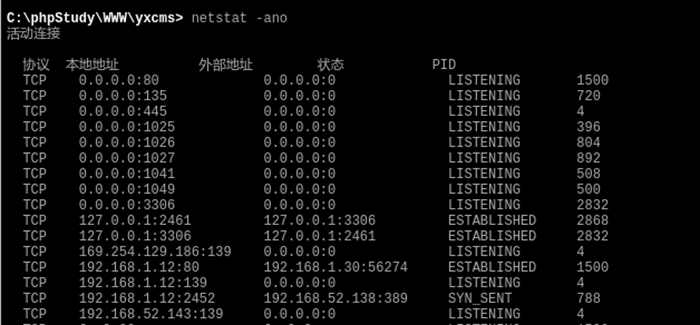 C:\phpStudy\WWW\yxcms> netstat -ano
活动连接
协议 本地地址 外部地址 状态 PID
TCP 0.0.0.0:80 0.0.0.0:0 LISTENING 1500
TCP 0.0.0.0:135 0.0.0.0:0 LISTENING 720
TCP 0.0.0.0:445 0.0.0.0:0 LISTENING 4
TCP 0.0.0.0:1025 0.0.0.0:0 LISTENING 396
TCP 0.0.0.0:1026 0.0.0.0:0 LISTENING 804
TCP 0.0.0.0:1027 0.0.0.0:0 LISTENING 892
TCP 0.0.0.0:1041 0.0.0.0:0 LISTENING 508
TCP 0.0.0.0:1049 0.0.0.0:0 LISTENING 500
TCP 0.0.0.0:3306 0.0.0.0:0 LISTENING 2832
TCP 127.0.0.1:2461 127.0.0.1:3306 ESTABLISHED 2868
TCP 127.0.0.1:3306 127.0.0.1:2461 ESTABLISHED 2832
TCP 169.254.129.186:139 0.0.0.0:0 LISTENING 4
TCP 192.168.1.12:80 192.168.1.30:56274 ESTABLISHED 1500
TCP 192.168.1.12:139 0.0.0.0:0 LISTENING 4
TCP 192.168.1.12:2452 192.168.52.138:389 SYN_SENT 788
TCP 192.168.52.143:139 0.0.0.0:0 LISTENING 4